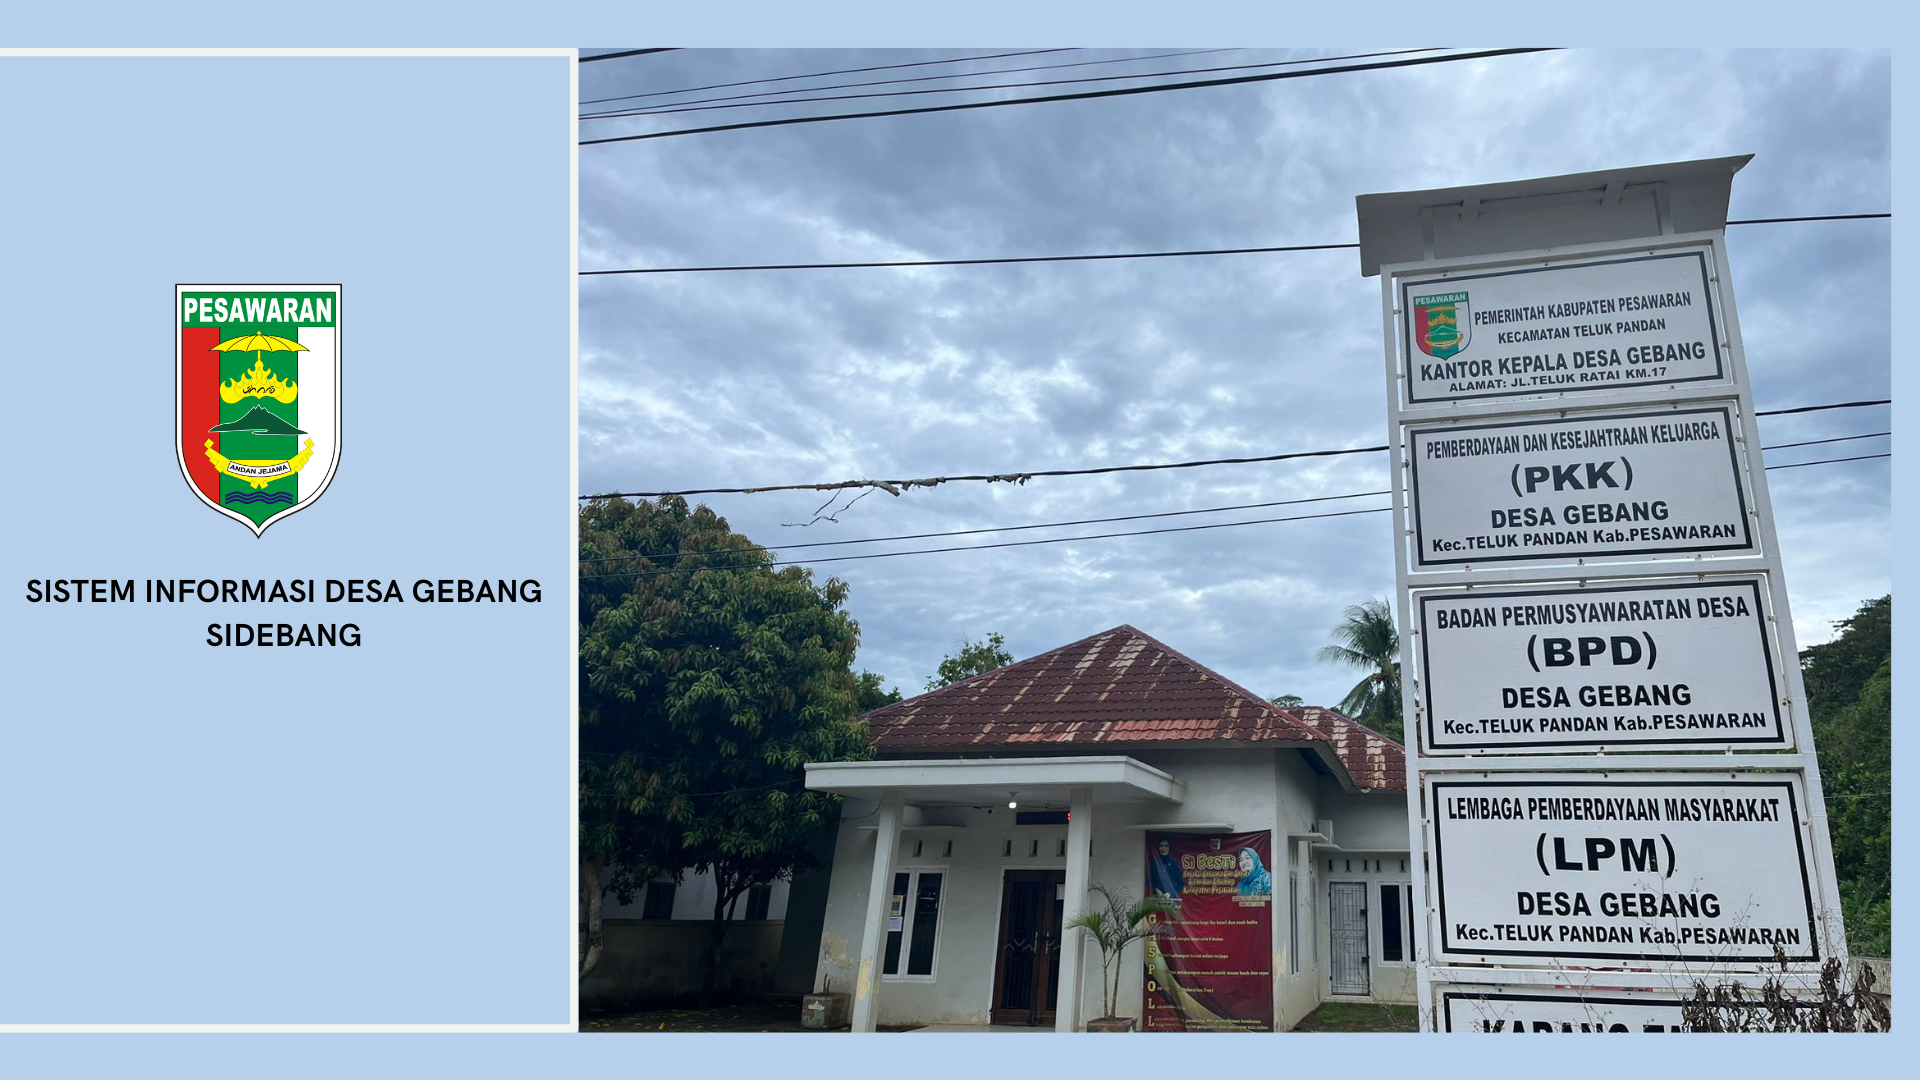 PESAWARAN
ANDAN JEJAMA
SISTEM INFORMASI DESA GEBANG
SIDEBANG
PESAWARAN
PEMERINTAH KABUPATEN PESAWARAN
KECAMATAN TELUK PANDAN
KANTOR KEPALA DESA GEBANG
ALAMAT: JL.TELUK RATAI KM.17
PEMBERDAYAAN DAN KESEJAHTRAAN KELUARGA
(PKK)
DESA GEBANG
Kec.TELUK PANDAN Kab.PESAWARAN
BADAN PERMUSYAWARATAN DESA
(BPD)
DESA GEBANG
Kec.TELUK PANDAN Kab.PESAWARAN
LEMBAGA PEMBERDAYAAN MASYARAKAT
(LPM)
DESA GEBANG
Kec.TELUK PANDAN Kab.PESAWARAN
KARANG
Si BesTi